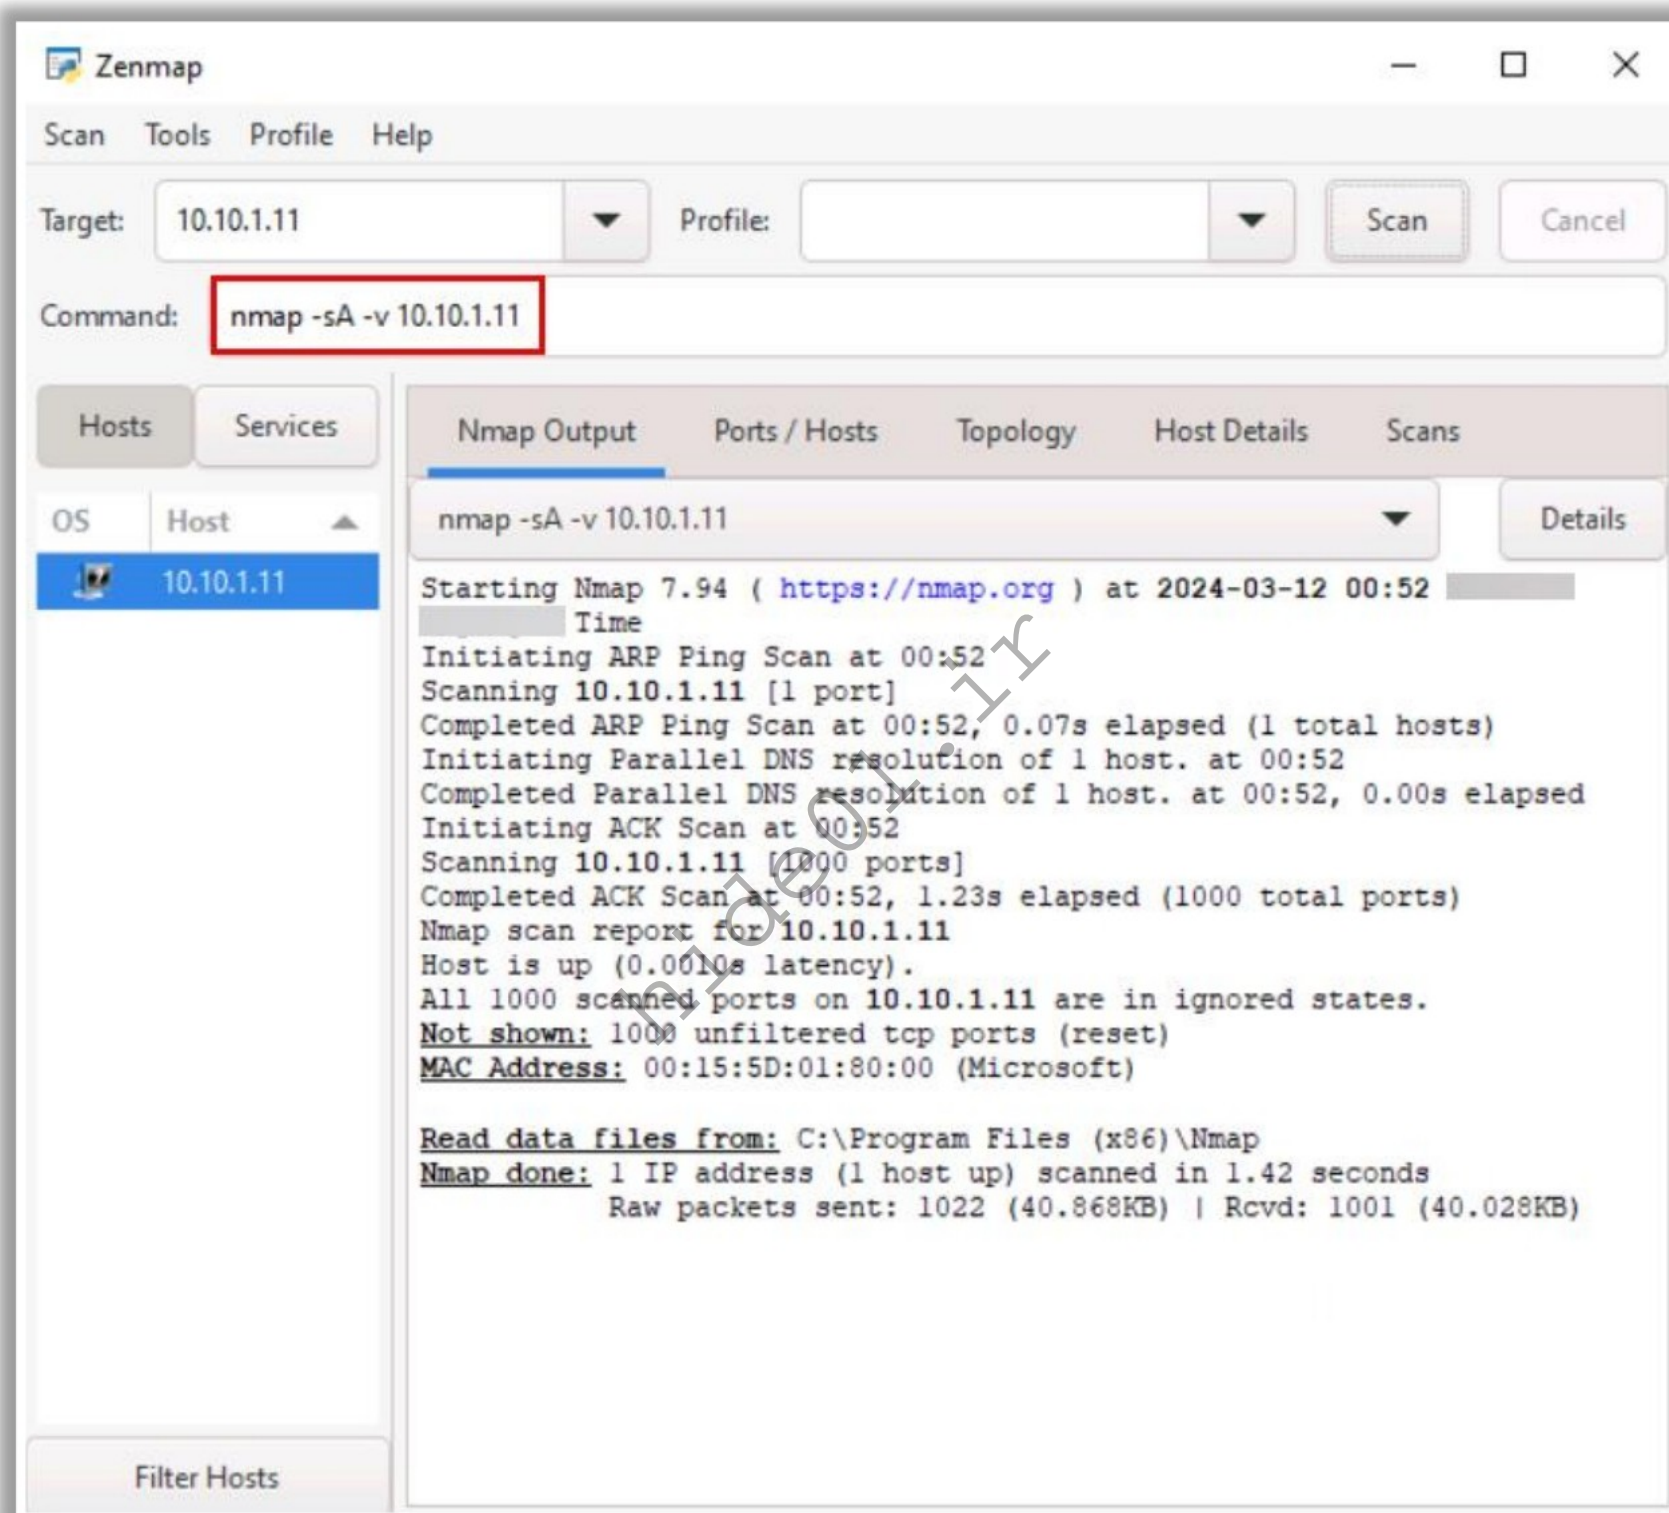 Zenmap
Scan Tools Profile Help
Target: 10.10.1.11 Profile: Scan Cancel
Command: nmap -sA -v 10.10.1.11
Hosts Services
Nmap Output Ports / Hosts Topology Host Details Scans
OS Host
nmap -sA -v 10.10.1.11 Details
10.10.1.11
Starting Nmap 7.94 ( https://nmap.org ) at 2024-03-12 00:52
Time
Initiating ARP Ping Scan at 00:52
Scanning 10.10.1.11 [1 port]
Completed ARP Ping Scan at 00:52, 0.07s elapsed (1 total hosts)
Initiating Parallel DNS resolution of 1 host. at 00:52
Completed Parallel DNS resolution of 1 host. at 00:52, 0.00s elapsed
Initiating ACK Scan at 00:52
Scanning 10.10.1.11 [1000 ports]
Completed ACK Scan at 00:52, 1.23s elapsed (1000 total ports)
Nmap scan report for 10.10.1.11
Host is up (0.0010s latency).
All 1000 scanned ports on 10.10.1.11 are in ignored states.
Not shown: 1000 unfiltered tcp ports (reset)
MAC Address: 00:15:5D:01:80:00 (Microsoft)
Read data files from: C:\Program Files (x86)\Nmap
Nmap done: 1 IP address (1 host up) scanned in 1.42 seconds
Raw packets sent: 1022 (40.868KB) | Rcvd: 1001 (40.028KB)
Filter Hosts
hide01.ir